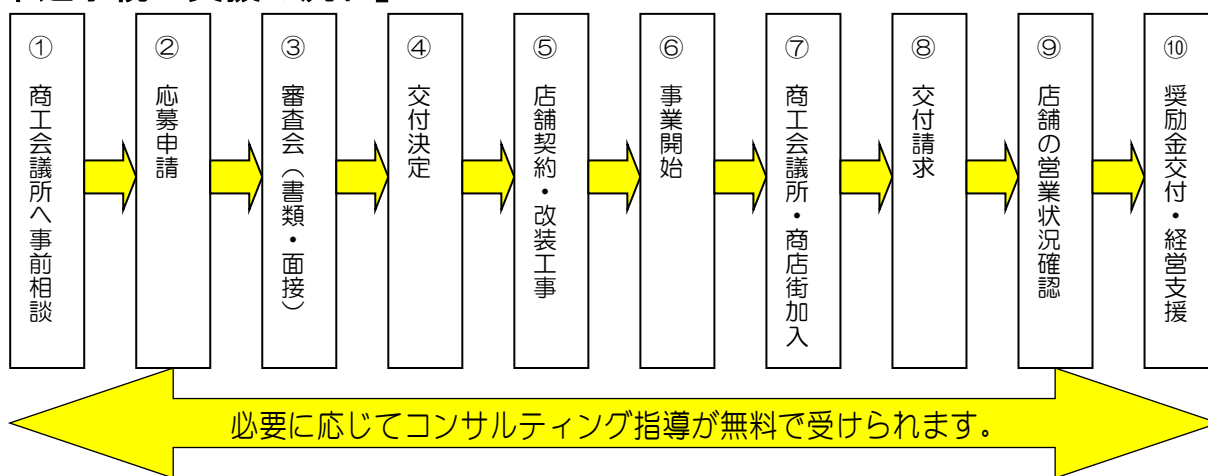 ①
商工会議所へ事前相談
②
応募申請
③
審査会（書類・面接）
④
交付決定
⑤
店舗契約・改装工事
⑥
事業開始
⑦
商工会議所・商店街加入
⑧
交付請求
⑨
店舗の営業状況確認
⑩
奨励金交付・経営支援
必要に応じてコンサルティング指導が無料で受けられます。